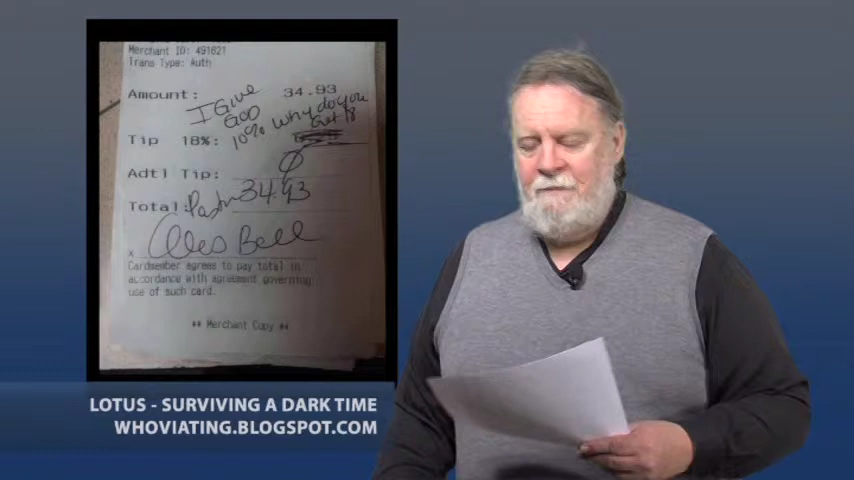 Merchant ID: 491621
Trans Type: Auth
Amount: 34.93
I Give
God
10% why do you
Get 18
Tip 18%:
Adtl Tip: 0
Total: 34.93
Pastor
x
Bell
Cardmember agrees to pay total in
accordance with agreement governing
use of such card.
** Merchant Copy **
LOTUS - SURVIVING A DARK TIME
WHOVIATING.BLOGSPOT.COM